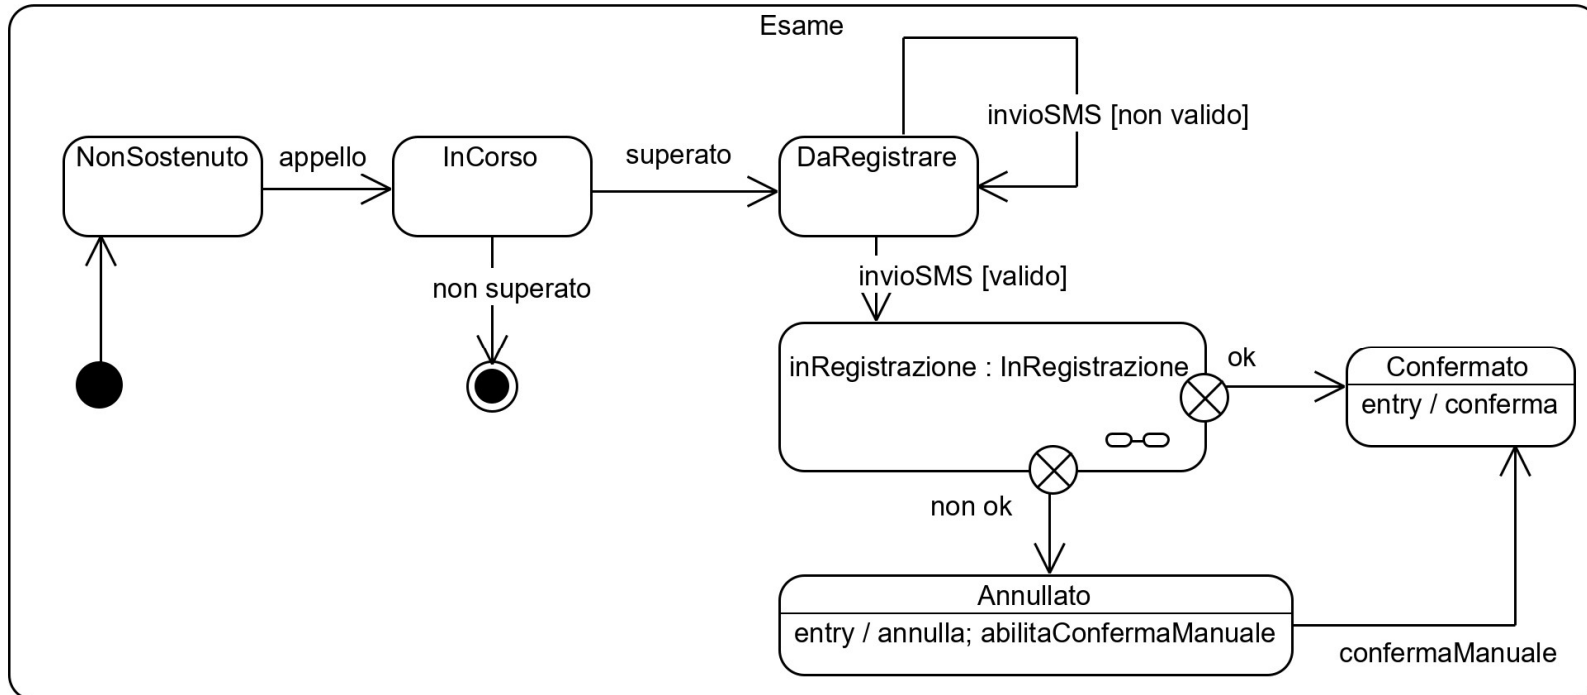 Esame
invioSMS [non valido]
NonSostenuto
appello
InCorso
superato
DaRegistrare
non superato
invioSMS [valido]
inRegistrazione : InRegistrazione
ok
Confermato
entry / conferma
non ok
Annullato
entry / annulla; abilitaConfermaManuale
confermaManuale